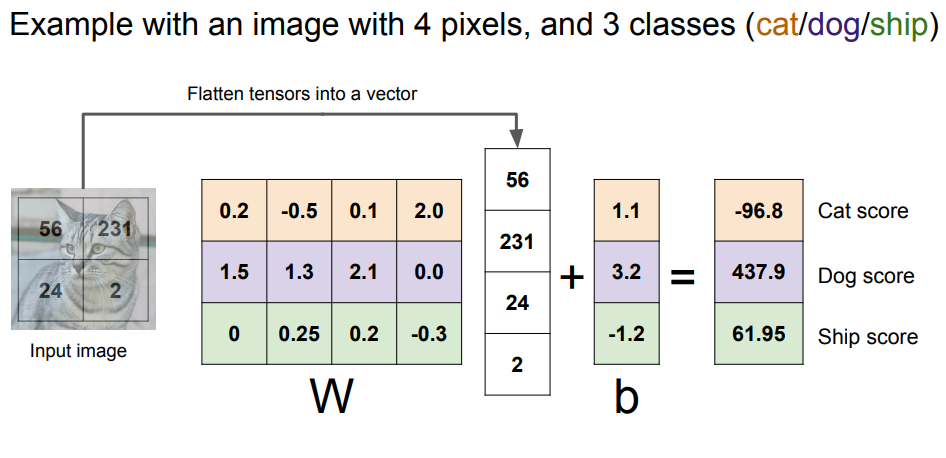 Example with an image with 4 pixels, and 3 classes (cat/dog/ship)
Flatten tensors into a vector
56 231
24 2
Input image
0.2 -0.5 0.1 2.0
1.5 1.3 2.1 0.0
0 0.25 0.2 -0.3
W
56
231
24
2
+
1.1
3.2
-1.2
b
=
-96.8 Cat score
437.9 Dog score
61.95 Ship score